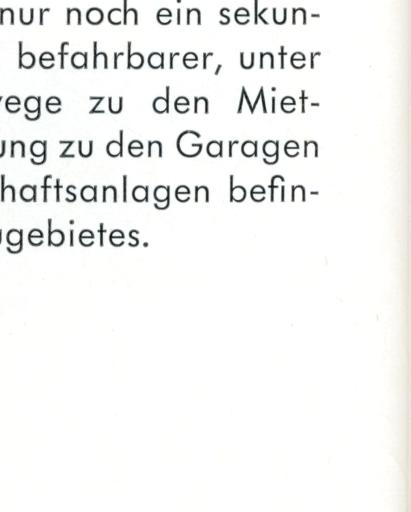 nur noch ein sekun-
befahrbarer, unter
ege zu den Miet-
ung zu den Garagen
haftsanlagen befin-
gebietes.